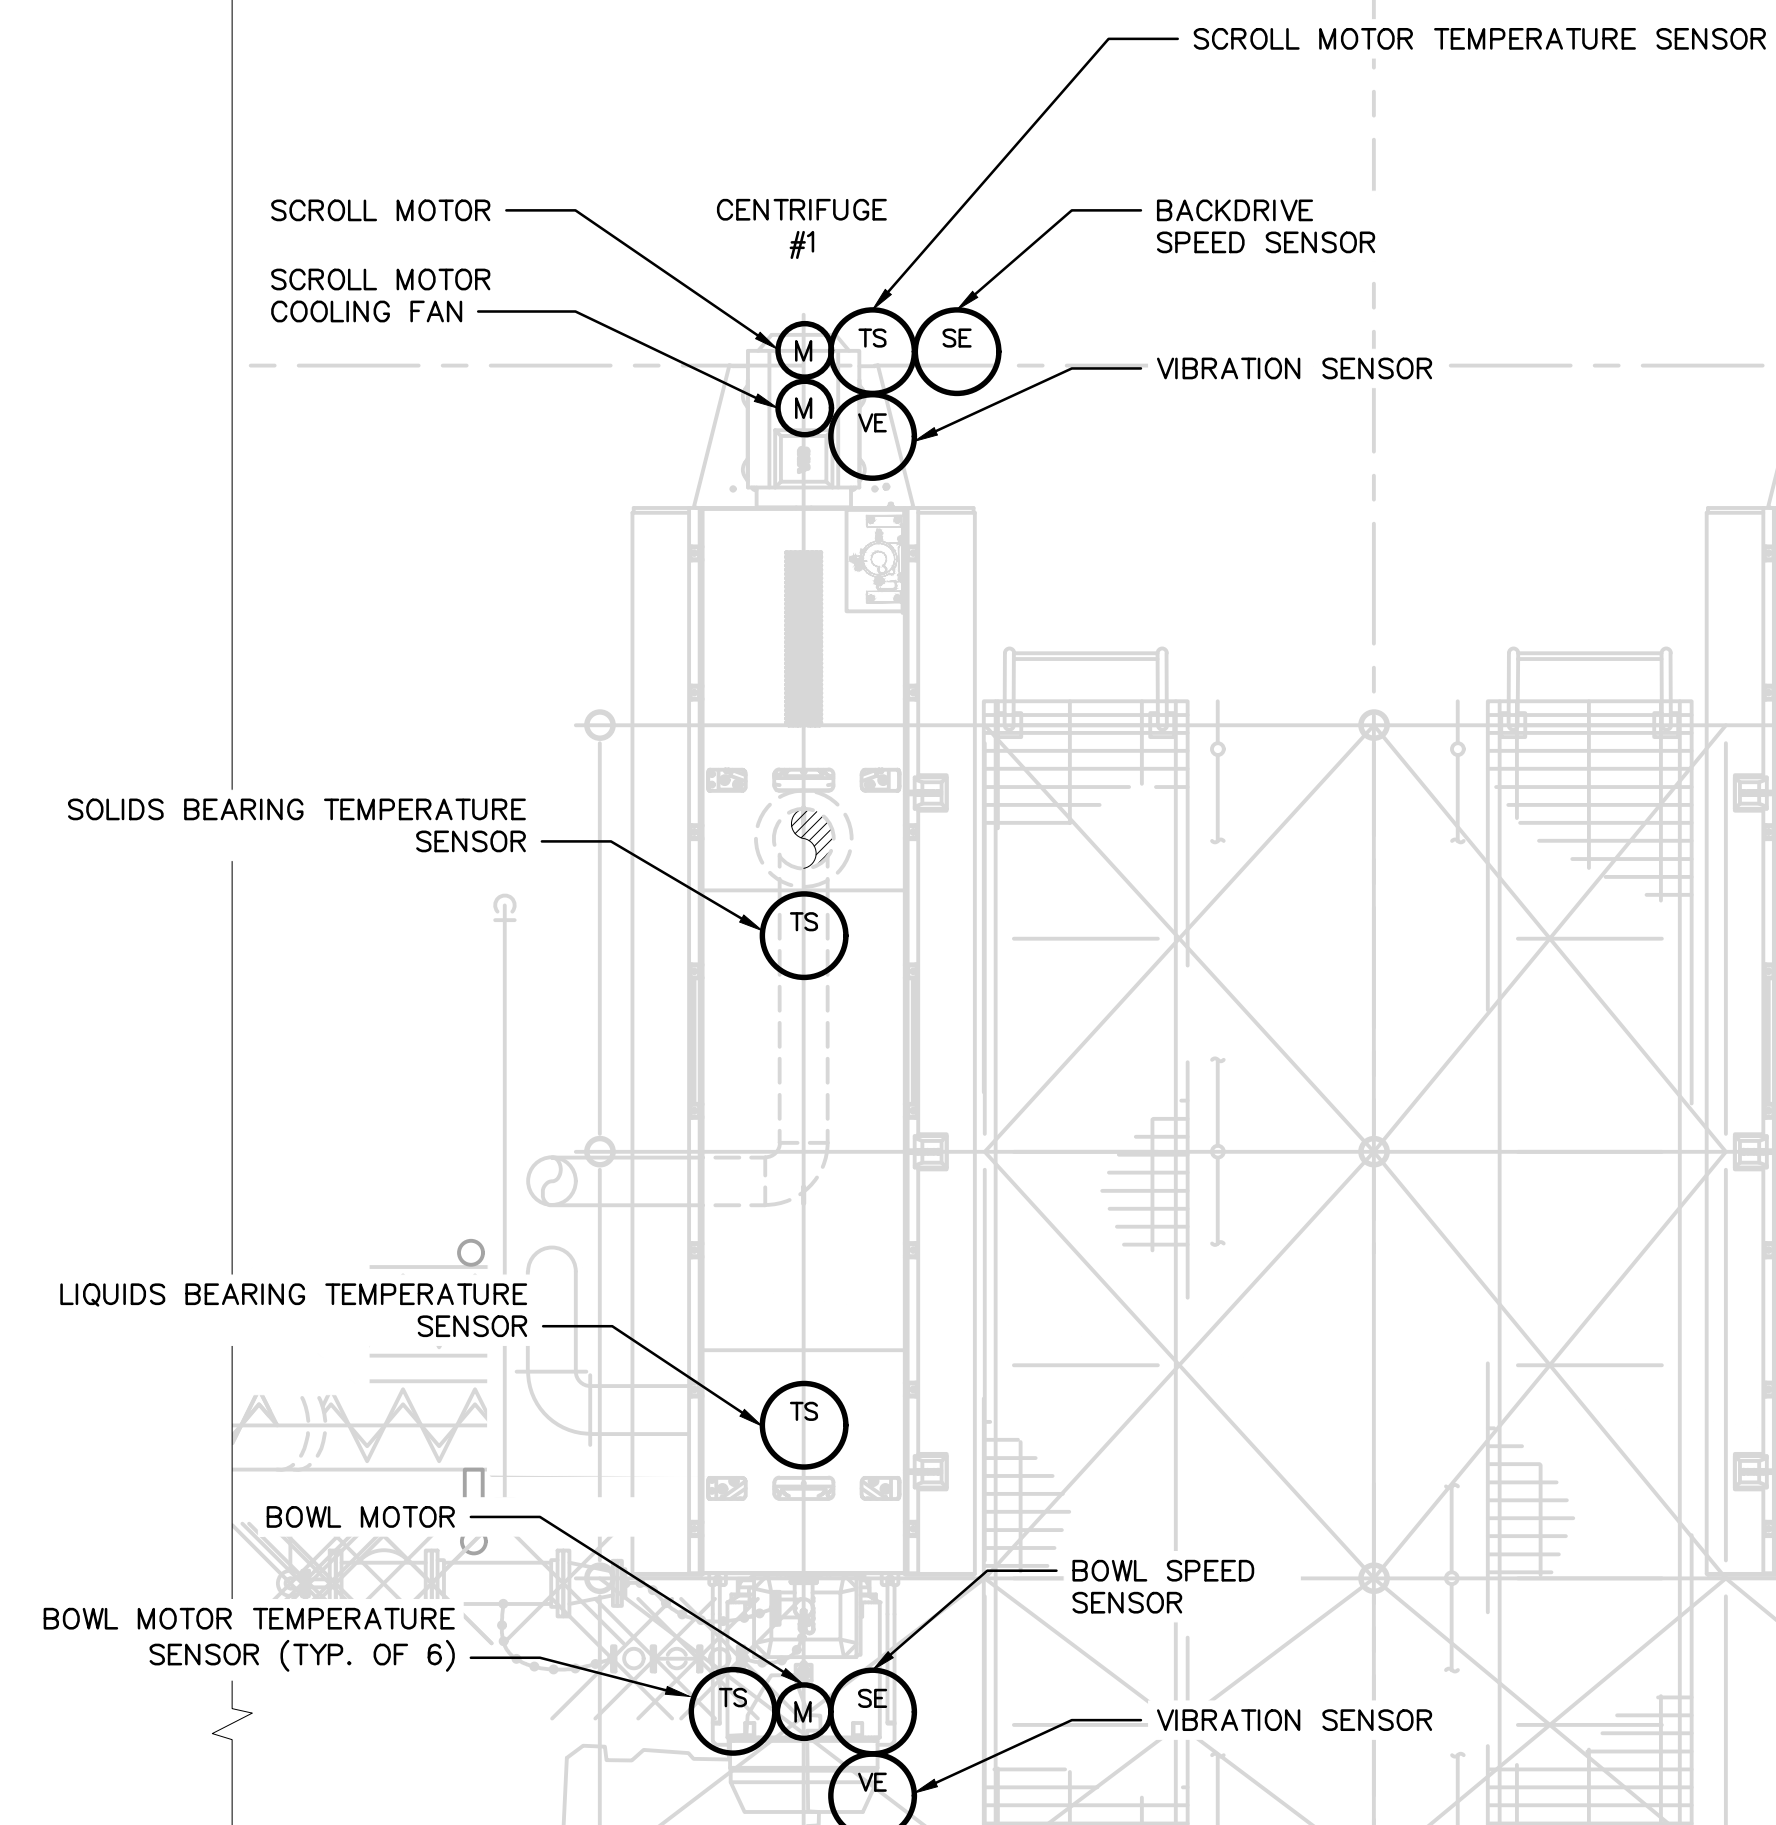 SCROLL MOTOR TEMPERATURE SENSOR
SCROLL MOTOR
CENTRIFUGE
#1
BACKDRIVE
SPEED SENSOR
SCROLL MOTOR
COOLING FAN
M
TS
SE
VIBRATION SENSOR
M
VE
SOLIDS BEARING TEMPERATURE
SENSOR
TS
LIQUIDS BEARING TEMPERATURE
SENSOR
TS
BOWL MOTOR
BOWL SPEED
SENSOR
BOWL MOTOR TEMPERATURE
SENSOR (TYP. OF 6)
TS
M
SE
VIBRATION SENSOR
VE